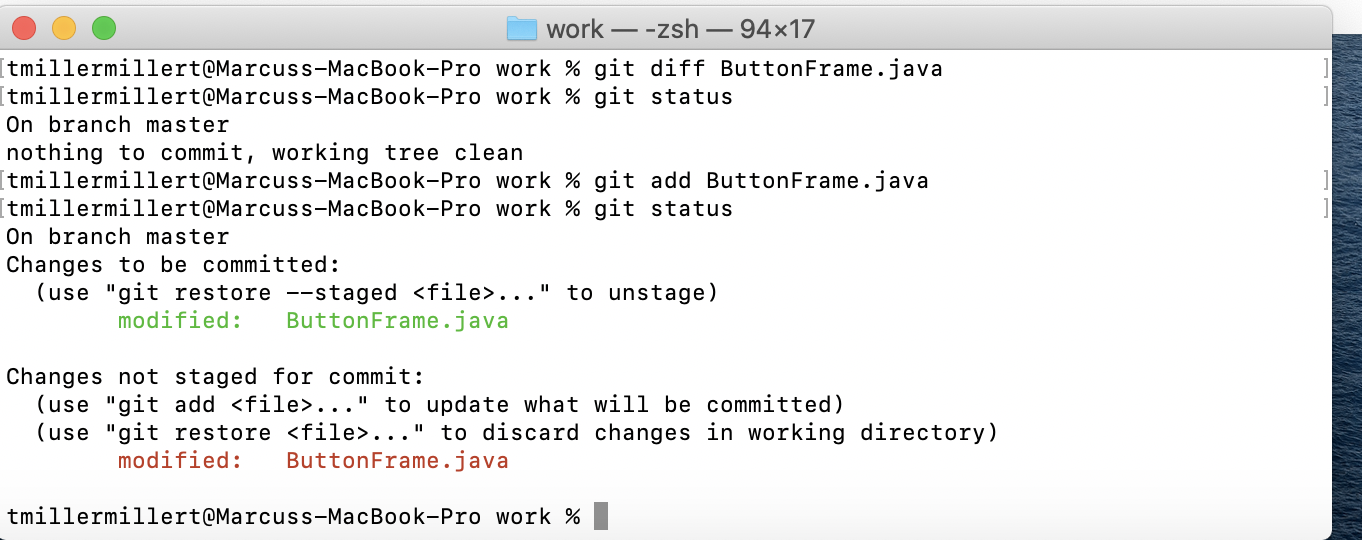 work — -zsh — 94×17
[tmillermillert@Marcuss-MacBook-Pro work % git diff ButtonFrame.java ]
[tmillermillert@Marcuss-MacBook-Pro work % git status ]
On branch master
nothing to commit, working tree clean
[tmillermillert@Marcuss-MacBook-Pro work % git add ButtonFrame.java ]
[tmillermillert@Marcuss-MacBook-Pro work % git status ]
On branch master
Changes to be committed:
  (use "git restore --staged <file>..." to unstage)
        modified:   ButtonFrame.java

Changes not staged for commit:
  (use "git add <file>..." to update what will be committed)
  (use "git restore <file>..." to discard changes in working directory)
        modified:   ButtonFrame.java

tmillermillert@Marcuss-MacBook-Pro work %